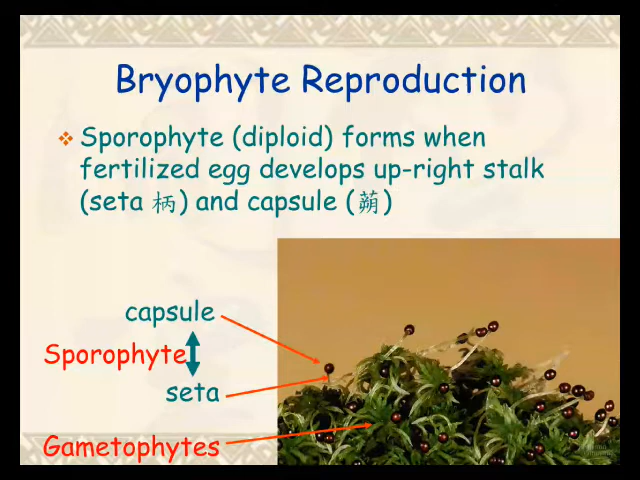 Bryophyte Reproduction
Sporophyte (diploid) forms when
fertilized egg develops up-right stalk
(seta 柄) and capsule (蒴)
capsule
Sporophyte
seta
Gametophytes